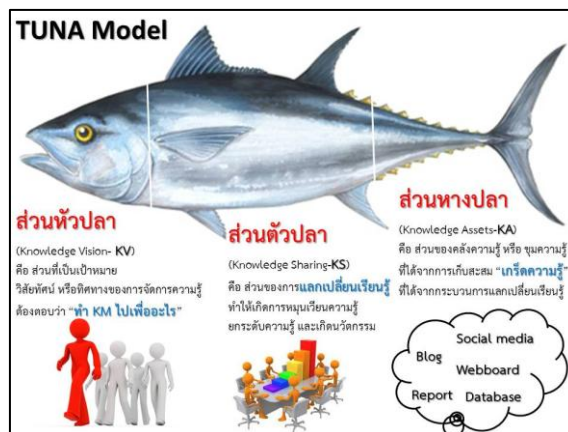 TUNA Model
ส่วนหัวปลา
(Knowledge Vision- KV)
คือ ส่วนที่เป็นเป้าหมาย
วิสัยทัศน์ หรือทิศทางของการจัดการความรู้
ต้องตอบว่า “ทำ KM ไปเพื่ออะไร”
ส่วนตัวปลา
(Knowledge Sharing-KS)
คือ ส่วนของการแลกเปลี่ยนเรียนรู้
ทำให้เกิดการหมุนเวียนความรู้
ยกระดับความรู้ และเกิดนวัตกรรม
ส่วนหางปลา
(Knowledge Assets-KA)
คือ ส่วนของคลังความรู้ หรือ ขุมความรู้
ที่ได้จากการเก็บสะสม “เกร็ดความรู้”
ที่ได้จากกระบวนการแลกเปลี่ยนเรียนรู้
Social media
Blog
Webboard
Report
Database